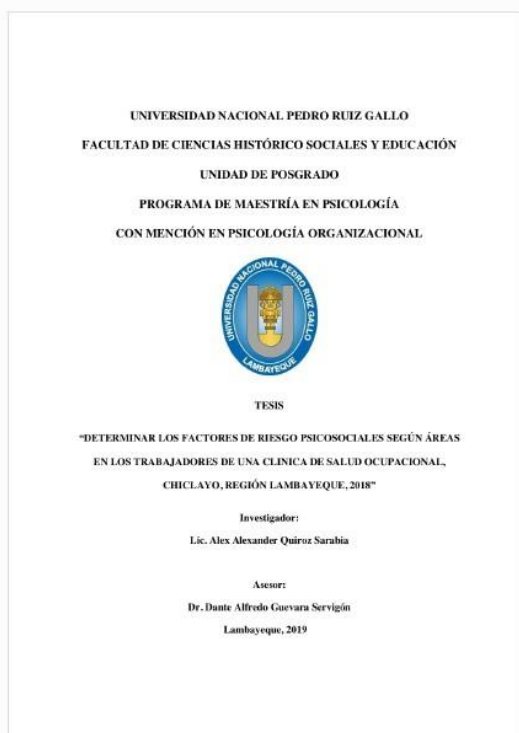 UNIVERSIDAD NACIONAL PEDRO RUIZ GALLO
FACULTAD DE CIENCIAS HISTÓRICO SOCIALES Y EDUCACIÓN
UNIDAD DE POSGRADO
PROGRAMA DE MAESTRÍA EN PSICOLOGÍA
CON MENCIÓN EN PSICOLOGÍA ORGANIZACIONAL
UNIVERSIDAD NACIONAL PEDRO RUIZ GALLO
LAMBAYEQUE
TESIS
“DETERMINAR LOS FACTORES DE RIESGO PSICOSOCIALES SEGÚN ÁREAS
EN LOS TRABAJADORES DE UNA CLINICA DE SALUD OCUPACIONAL,
CHICLAYO, REGIÓN LAMBAYEQUE, 2018”
Investigador:
Lic. Alex Alexander Quiroz Sarabia
Asesor:
Dr. Dante Alfredo Guevara Servigón
Lambayeque, 2019